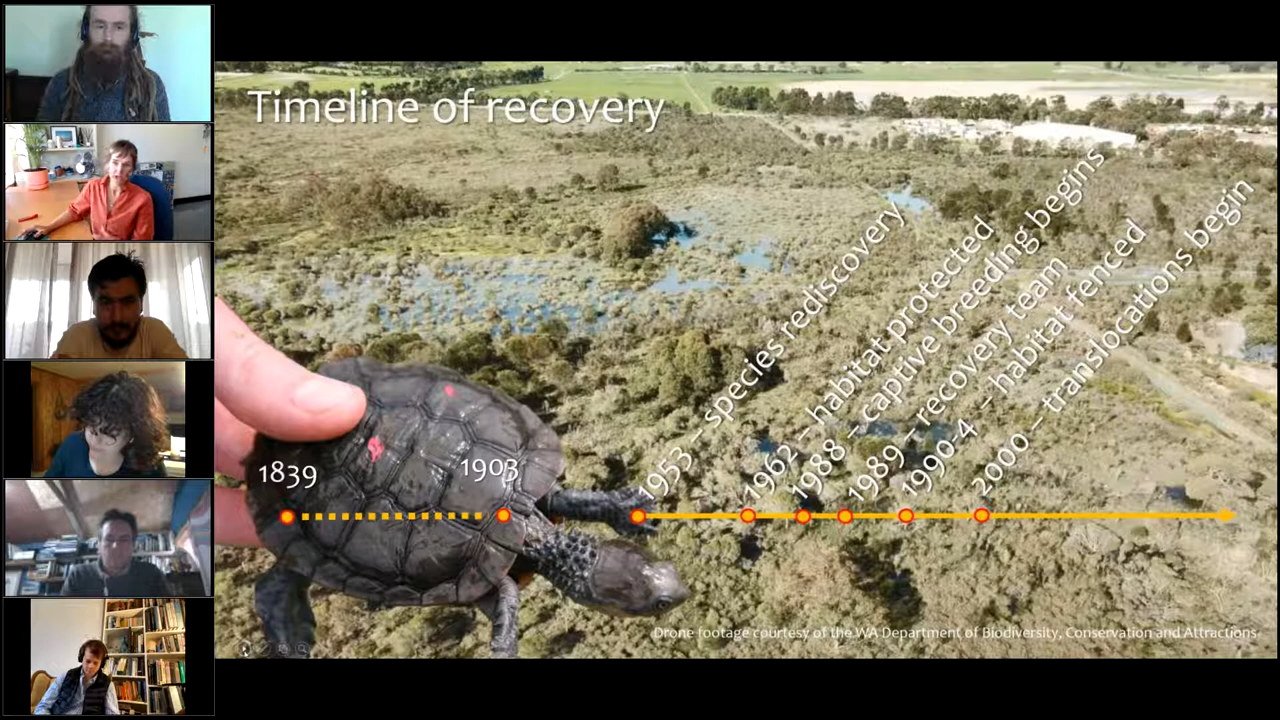 Timeline of recovery
1839
1903
1953 – species rediscovery
1962 – habitat protected
1988 – captive breeding begins
1989 – recovery team
1990-4 – habitat fenced
2000 – translocations begin
Drone footage courtesy of the WA Department of Biodiversity, Conservation and Attractions